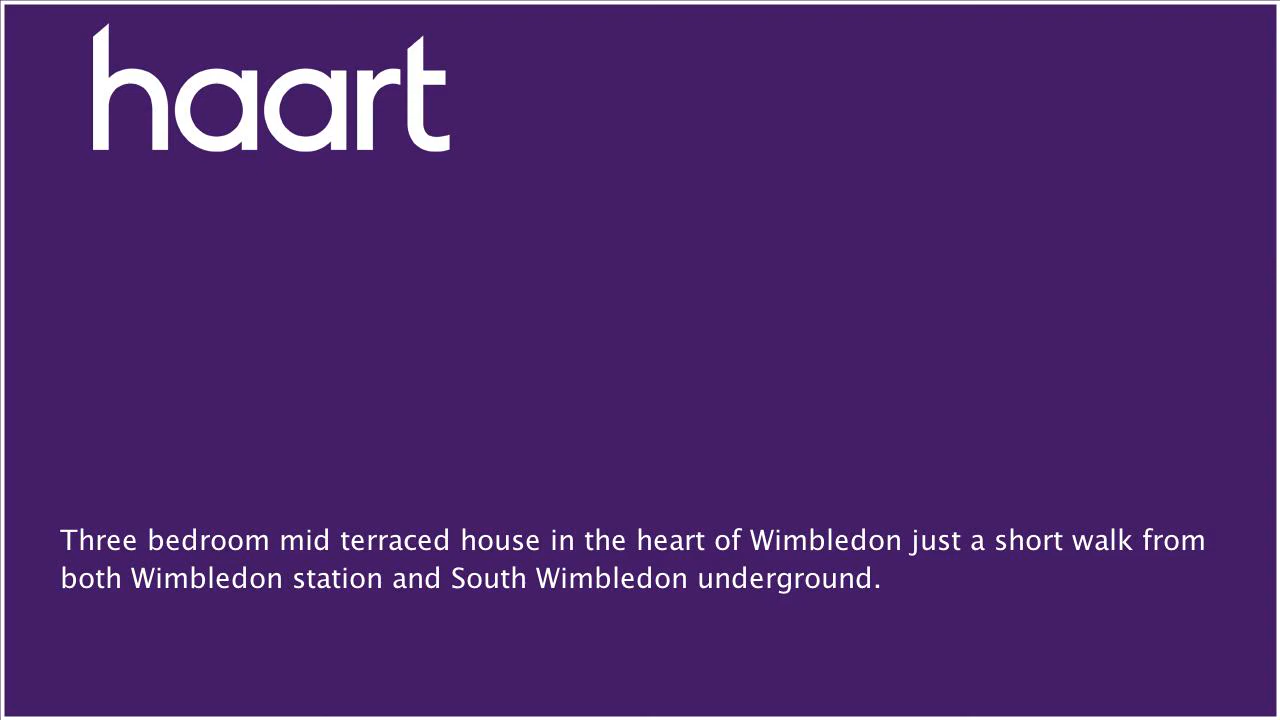 haart
Three bedroom mid terraced house in the heart of Wimbledon just a short walk from
both Wimbledon station and South Wimbledon underground.